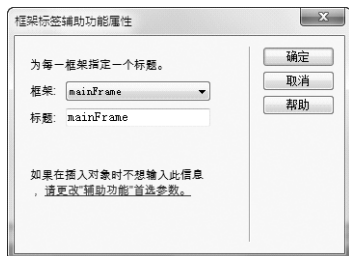 框架标签辅助功能属性
为每一框架指定一个标题。
框架: mainFrame
标题: mainFrame
如果在插入对象时不想输入此信息
，请更改"辅助功能"首选参数。
确定
取消
帮助